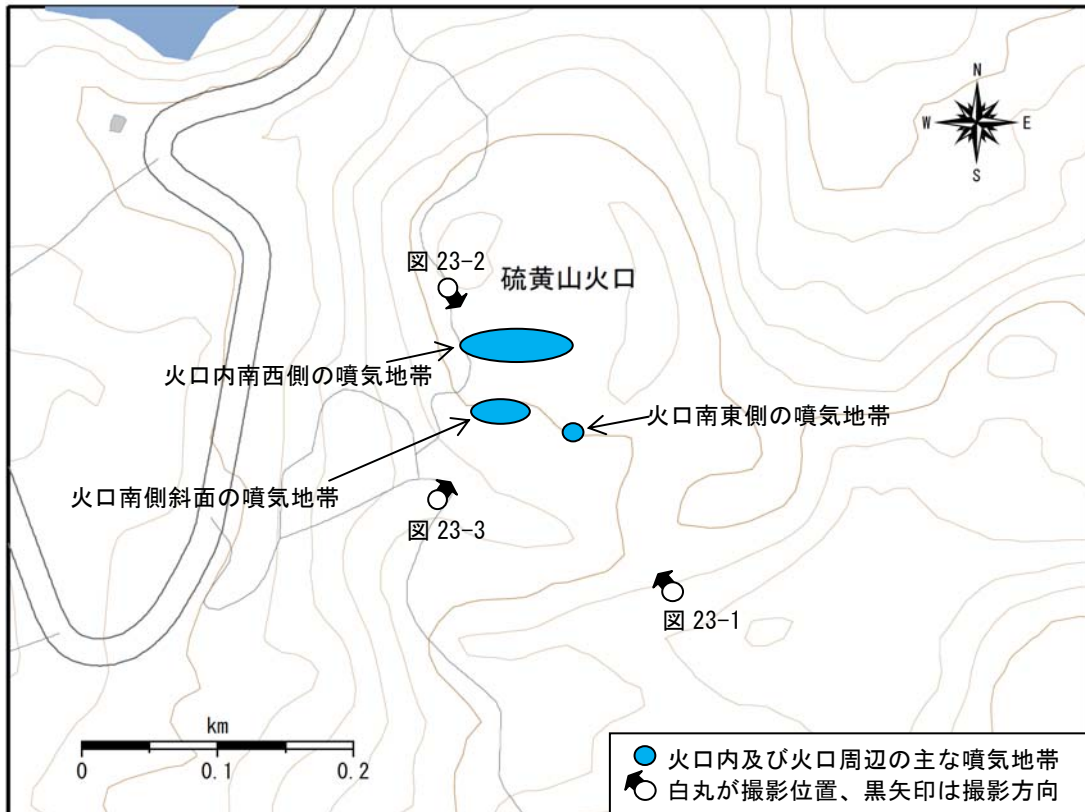 N
W
E
S
図 23-2
硫黄山火口
火口内南西側の噴気地帯
火口南東側の噴気地帯
火口南側斜面の噴気地帯
図 23-3
図 23-1
km
0
0.1
0.2
火口内及び火口周辺の主な噴気地帯
白丸が撮影位置、黒矢印は撮影方向